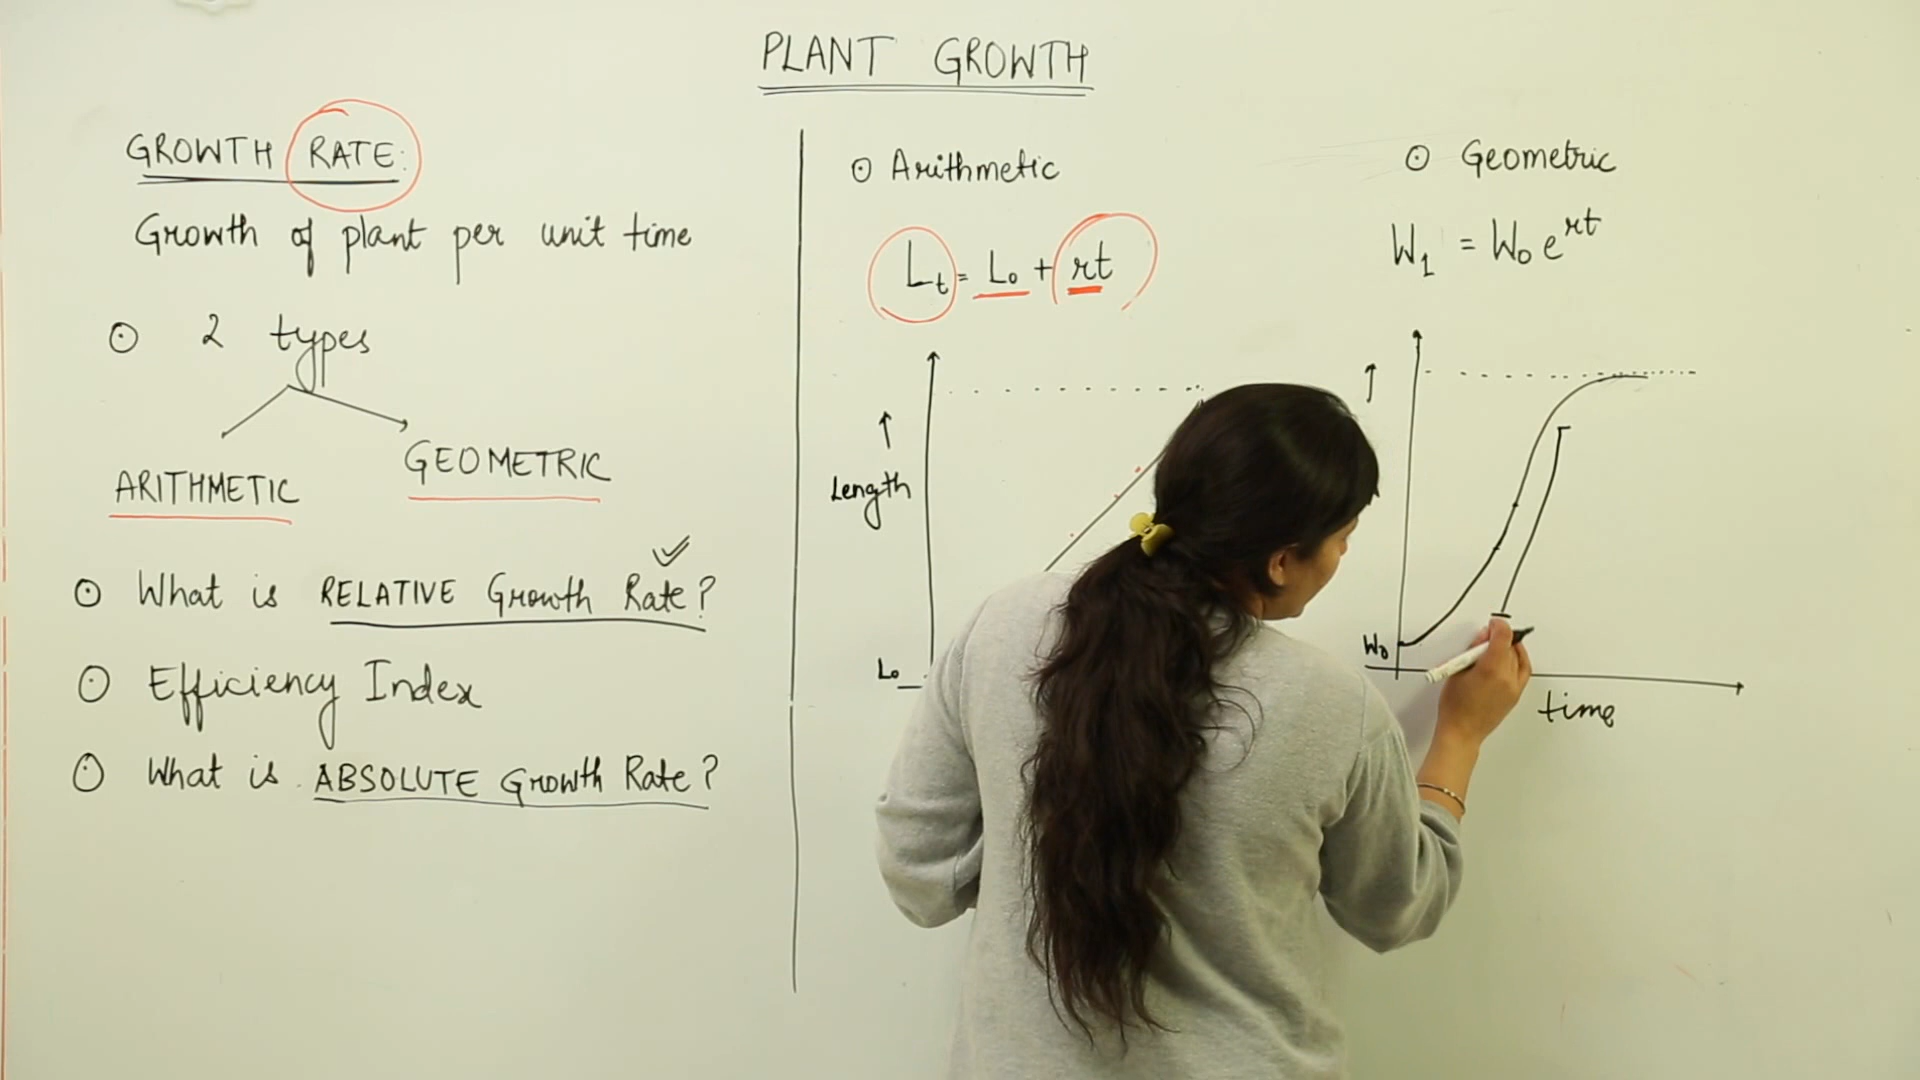 PLANT GROWTH
GROWTH RATE:
Growth of plant per unit time
⊙ 2 types
ARITHMETIC
GEOMETRIC
⊙ What is RELATIVE Growth Rate?
⊙ Efficiency Index
⊙ What is ABSOLUTE Growth Rate?
⊙ Arithmetic
Lt = L0 + rt
Length
L0
⊙ Geometric
W1 = W0 e^rt
W0
time